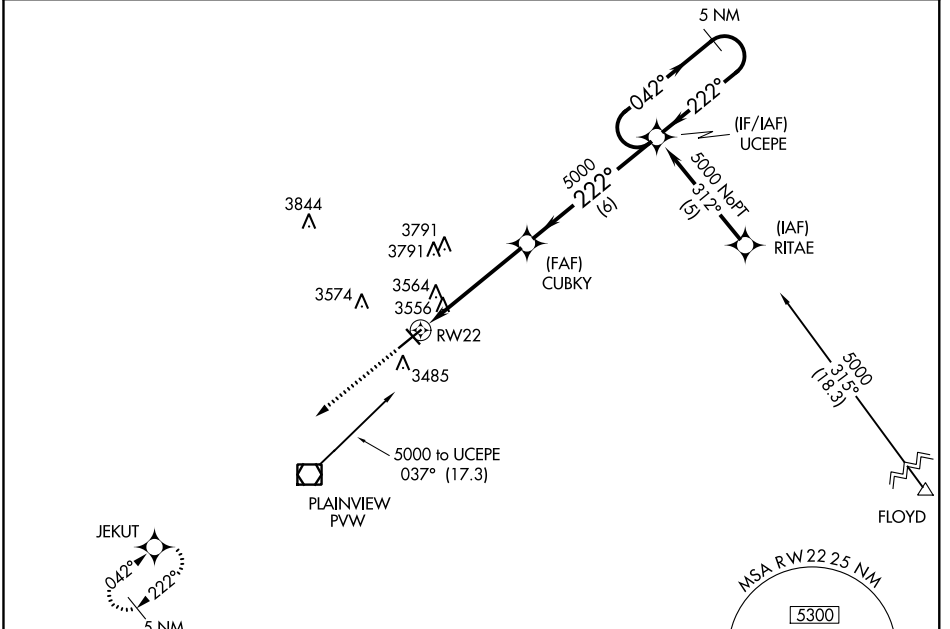 5 NM
042°
222°
(IF/IAF)
UCEPE
5000
222°
(6)
5000 NoPT
312°
(5)
(IAF)
RITAE
3844
3791
3791
(FAF)
CUBKY
3574
3564
3556
RW22
3485
5000
315°
(18.3)
5000 to UCEPE
037° (17.3)
PLAINVIEW
PVW
FLOYD
JEKUT
042°
222°
5 NM
MSA RW22 25 NM
5300